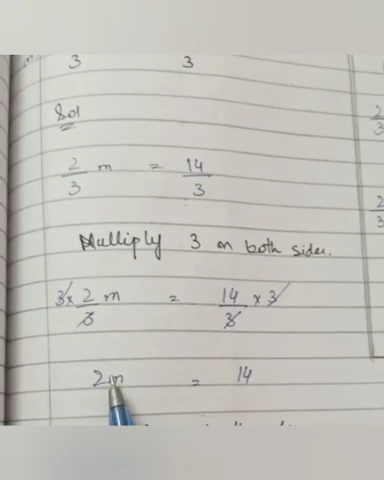 3 3
Sol
2/3 m = 14/3
Multiply 3 on both sides.
3 × 2/3 m = 14/3 × 3
2m = 14